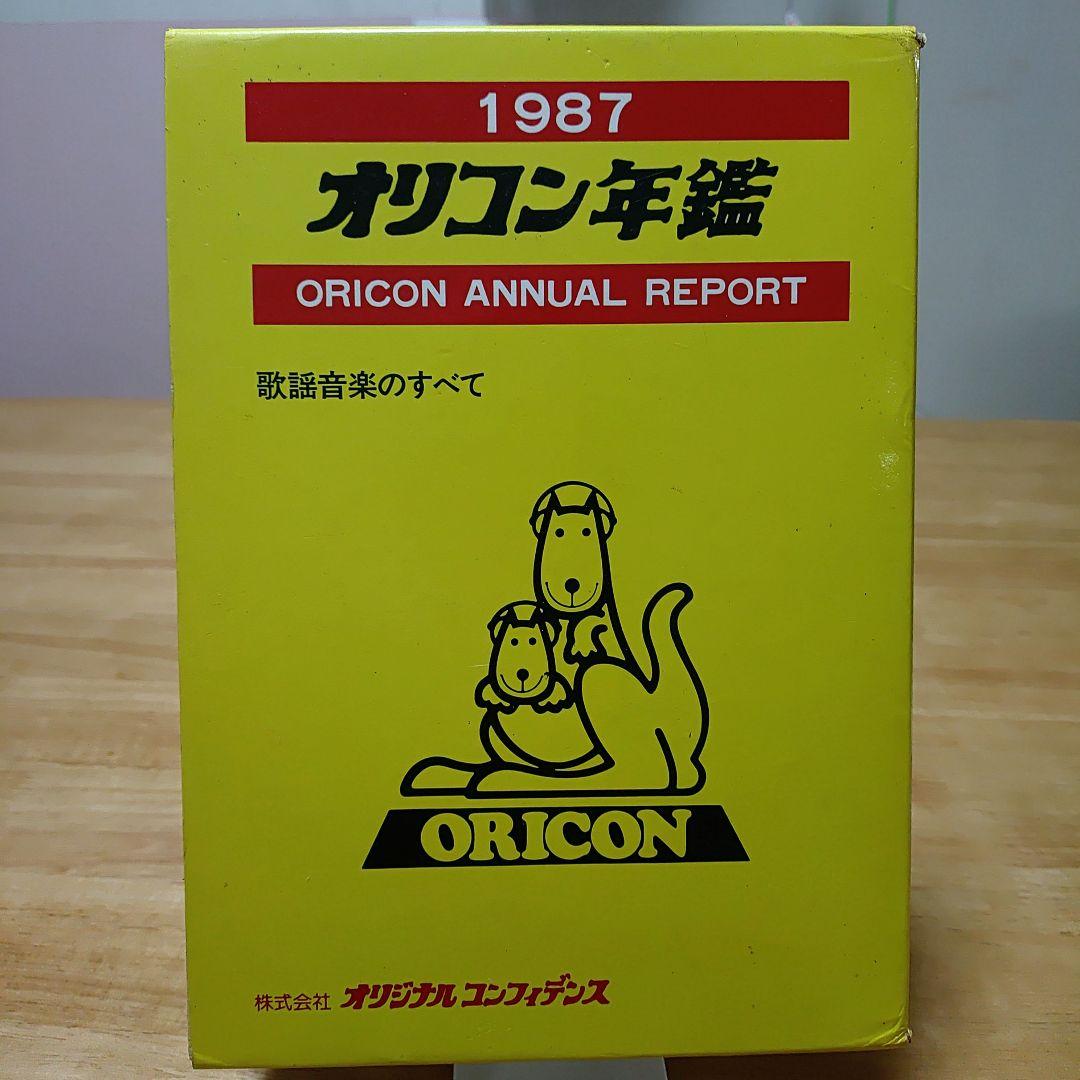 1987
オリコン年鑑
ORICON ANNUAL REPORT
歌謡音楽のすべて
ORICON
株式会社 オリジナル コンフィデンス